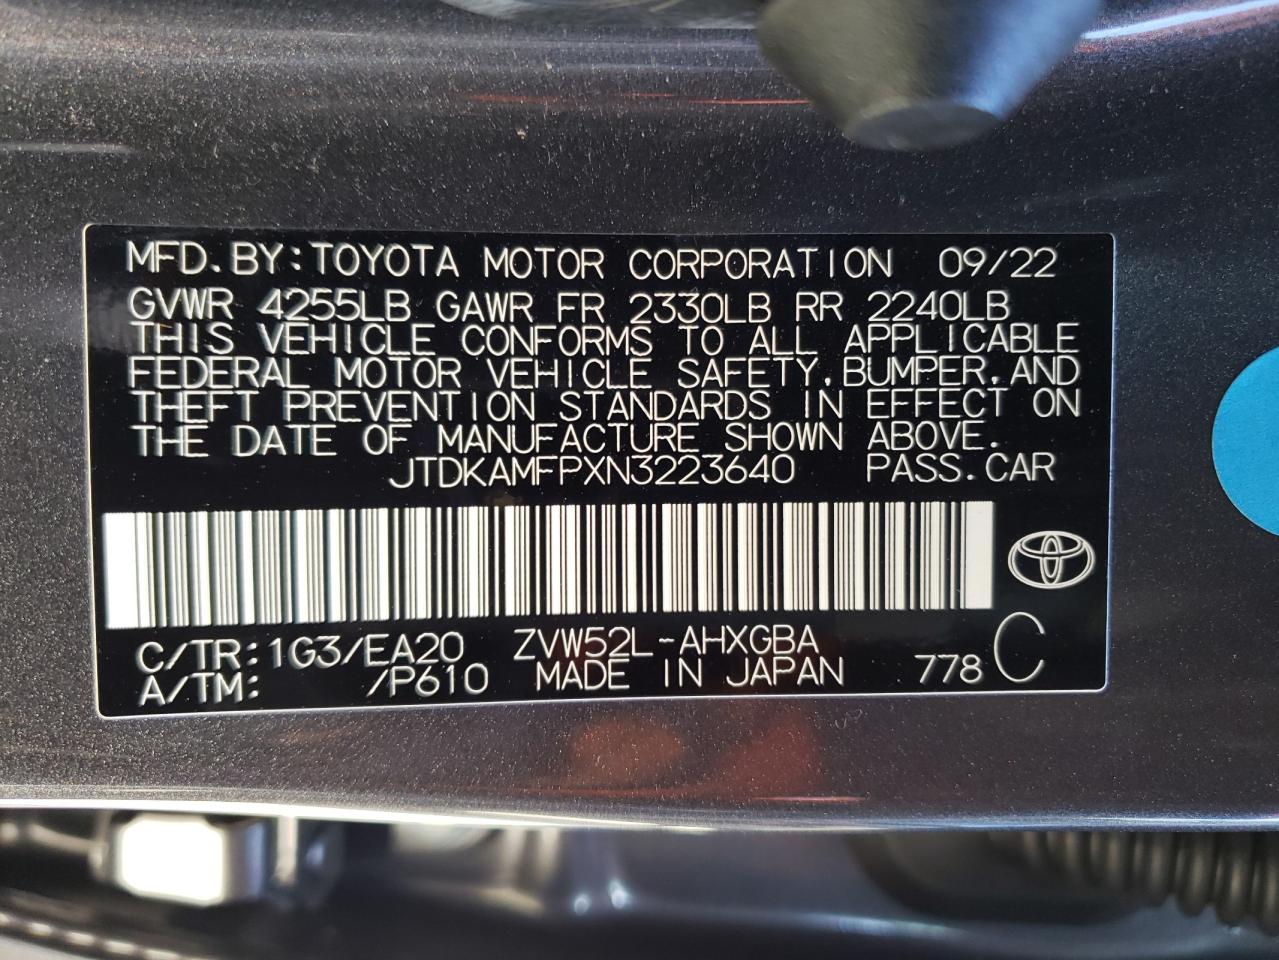 MFD.BY:TOYOTA MOTOR CORPORATION 09/22
GVWR 4255LB GAWR FR 2330LB RR 2240LB
THIS VEHICLE CONFORMS TO ALL APPLICABLE
FEDERAL MOTOR VEHICLE SAFETY,BUMPER,AND
THEFT PREVENTION STANDARDS IN EFFECT ON
THE DATE OF MANUFACTURE SHOWN ABOVE.
JTDKAMFPXN3223640 PASS.CAR
C/TR:1G3/EA20 ZVW52L-AHXGBA
A/TM: /P610 MADE IN JAPAN 778 C